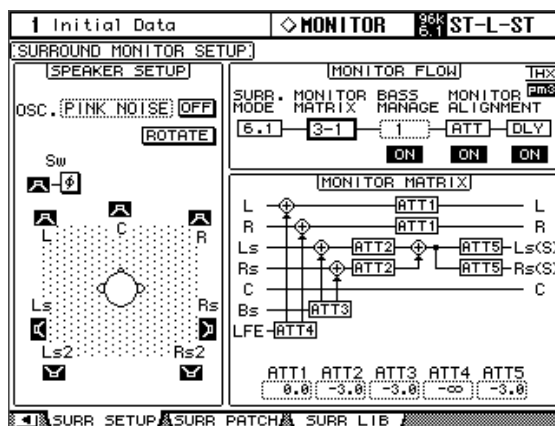 1 Initial Data ◇MONITOR 96K 6.1 ST-L-ST
SURROUND MONITOR SETUP
SPEAKER SETUP
OSC. PINK NOISE OFF
ROTATE
Sw
φ
L C R
Ls Rs
Ls2 Rs2
MONITOR FLOW THX
pm3
SURR. MODE MONITOR MATRIX BASS MANAGE MONITOR ALIGNMENT
6.1 3-1 1 ATT DLY
ON ON ON
MONITOR MATRIX
L ATT1 L
R ATT1 R
Ls ATT2 ATT5 Ls(S)
Rs ATT2 ATT5 Rs(S)
C C
Bs ATT3
LFE ATT4
ATT1 ATT2 ATT3 ATT4 ATT5
0.0 -3.0 -3.0 -∞ -3.0
SURR SETUP SURR PATCH SURR LIB